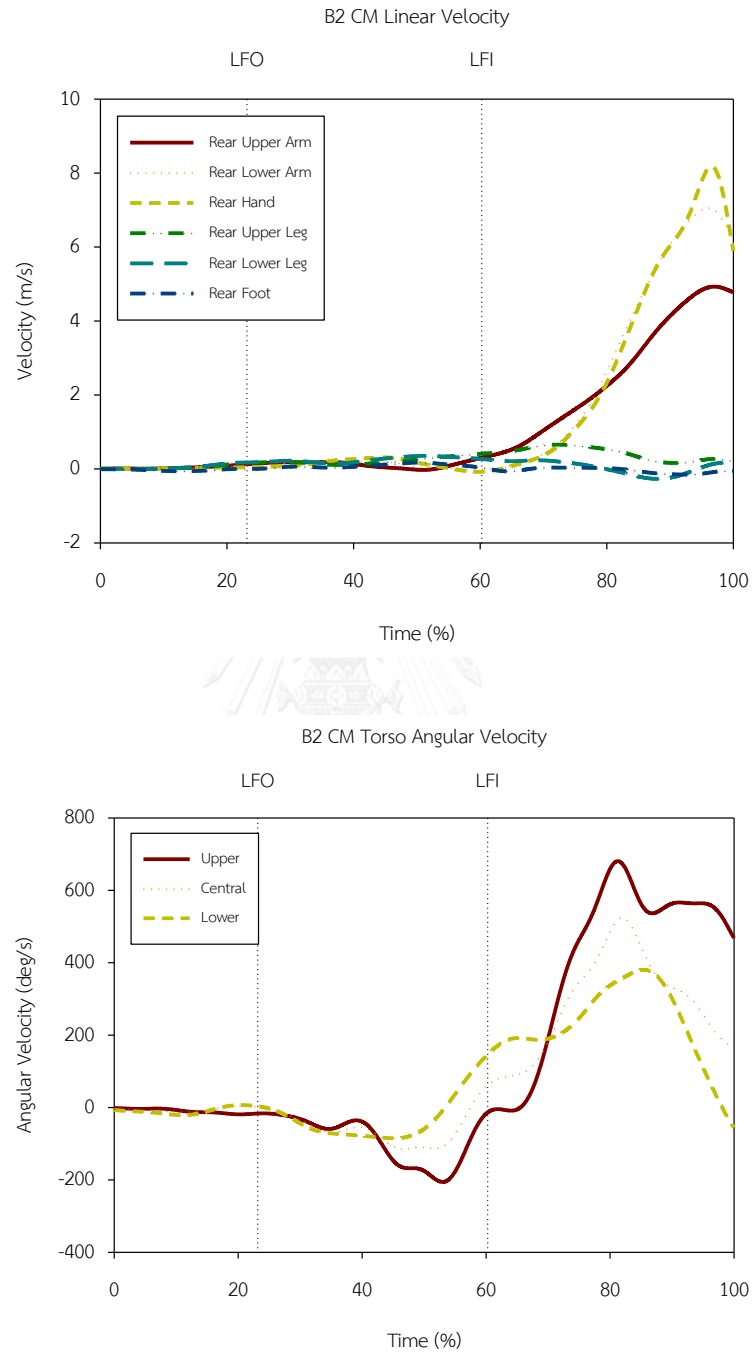 B2 CM Linear Velocity
LFO LFI
10
8
6
4
2
0
-2
Velocity (m/s)
Rear Upper Arm
Rear Lower Arm
Rear Hand
Rear Upper Leg
Rear Lower Leg
Rear Foot
0 20 40 60 80 100
Time (%)
B2 CM Torso Angular Velocity
LFO LFI
800
600
400
200
0
-200
-400
Angular Velocity (deg/s)
Upper
Central
Lower
0 20 40 60 80 100
Time (%)